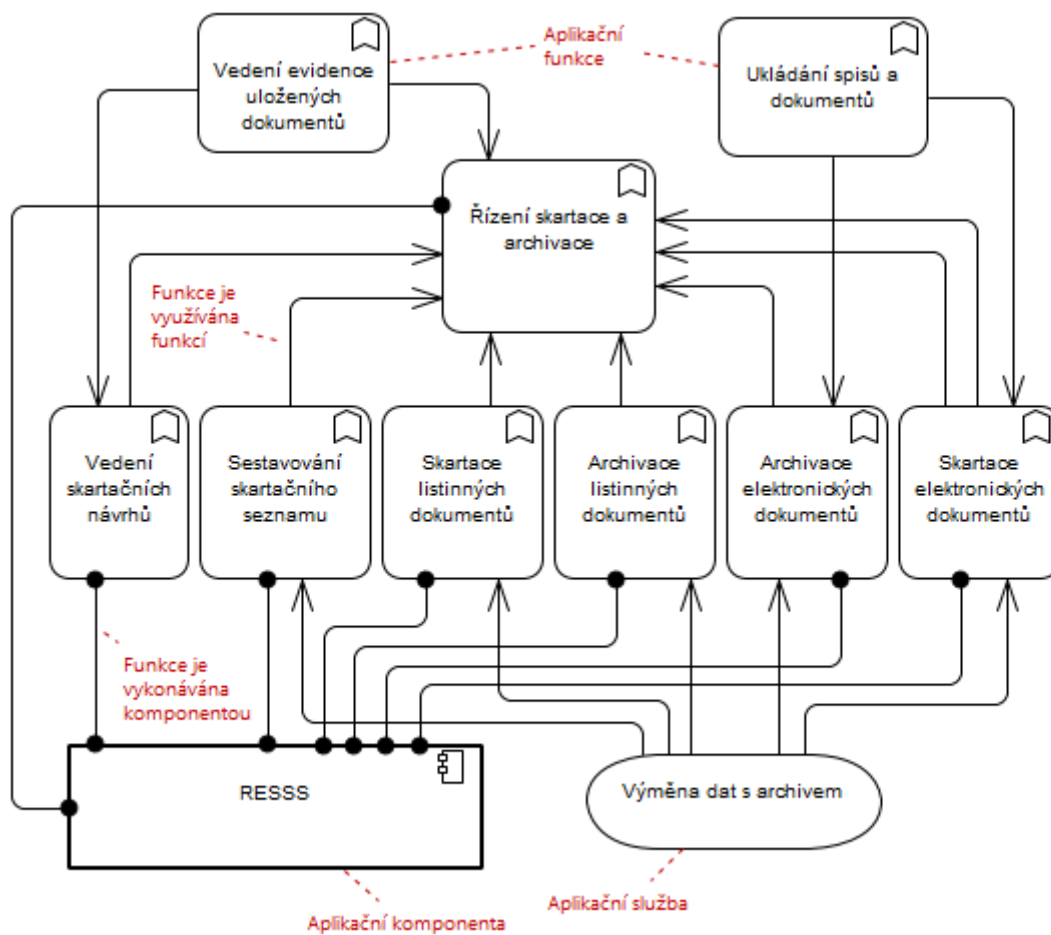 Aplikační
funkce
Vedení evidence
uložených
dokumentů
Ukládání spisů a
dokumentů
Řízení skartace a
archivace
Funkce je
využívána
funkcí
Vedení
skartačních
návrhů
Sestavování
skartačního
seznamu
Skartace
listinných
dokumentů
Archivace
listinných
dokumentů
Archivace
elektronických
dokumentů
Skartace
elektronických
dokumentů
Funkce je
vykonávána
komponentou
RESSS
Výměna dat s archivem
Aplikační služba
Aplikační komponenta